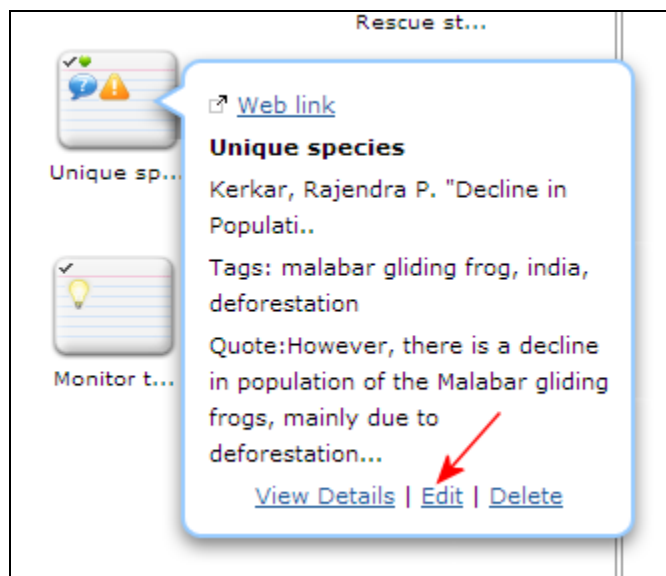 Rescue st...
Unique sp...
Web link
Unique species
Kerkar, Rajendra P. "Decline in
Populati..
Tags: malabar gliding frog, india,
deforestation
Quote:However, there is a decline
in population of the Malabar gliding
frogs, mainly due to
deforestation...
View Details | Edit | Delete
Monitor t...